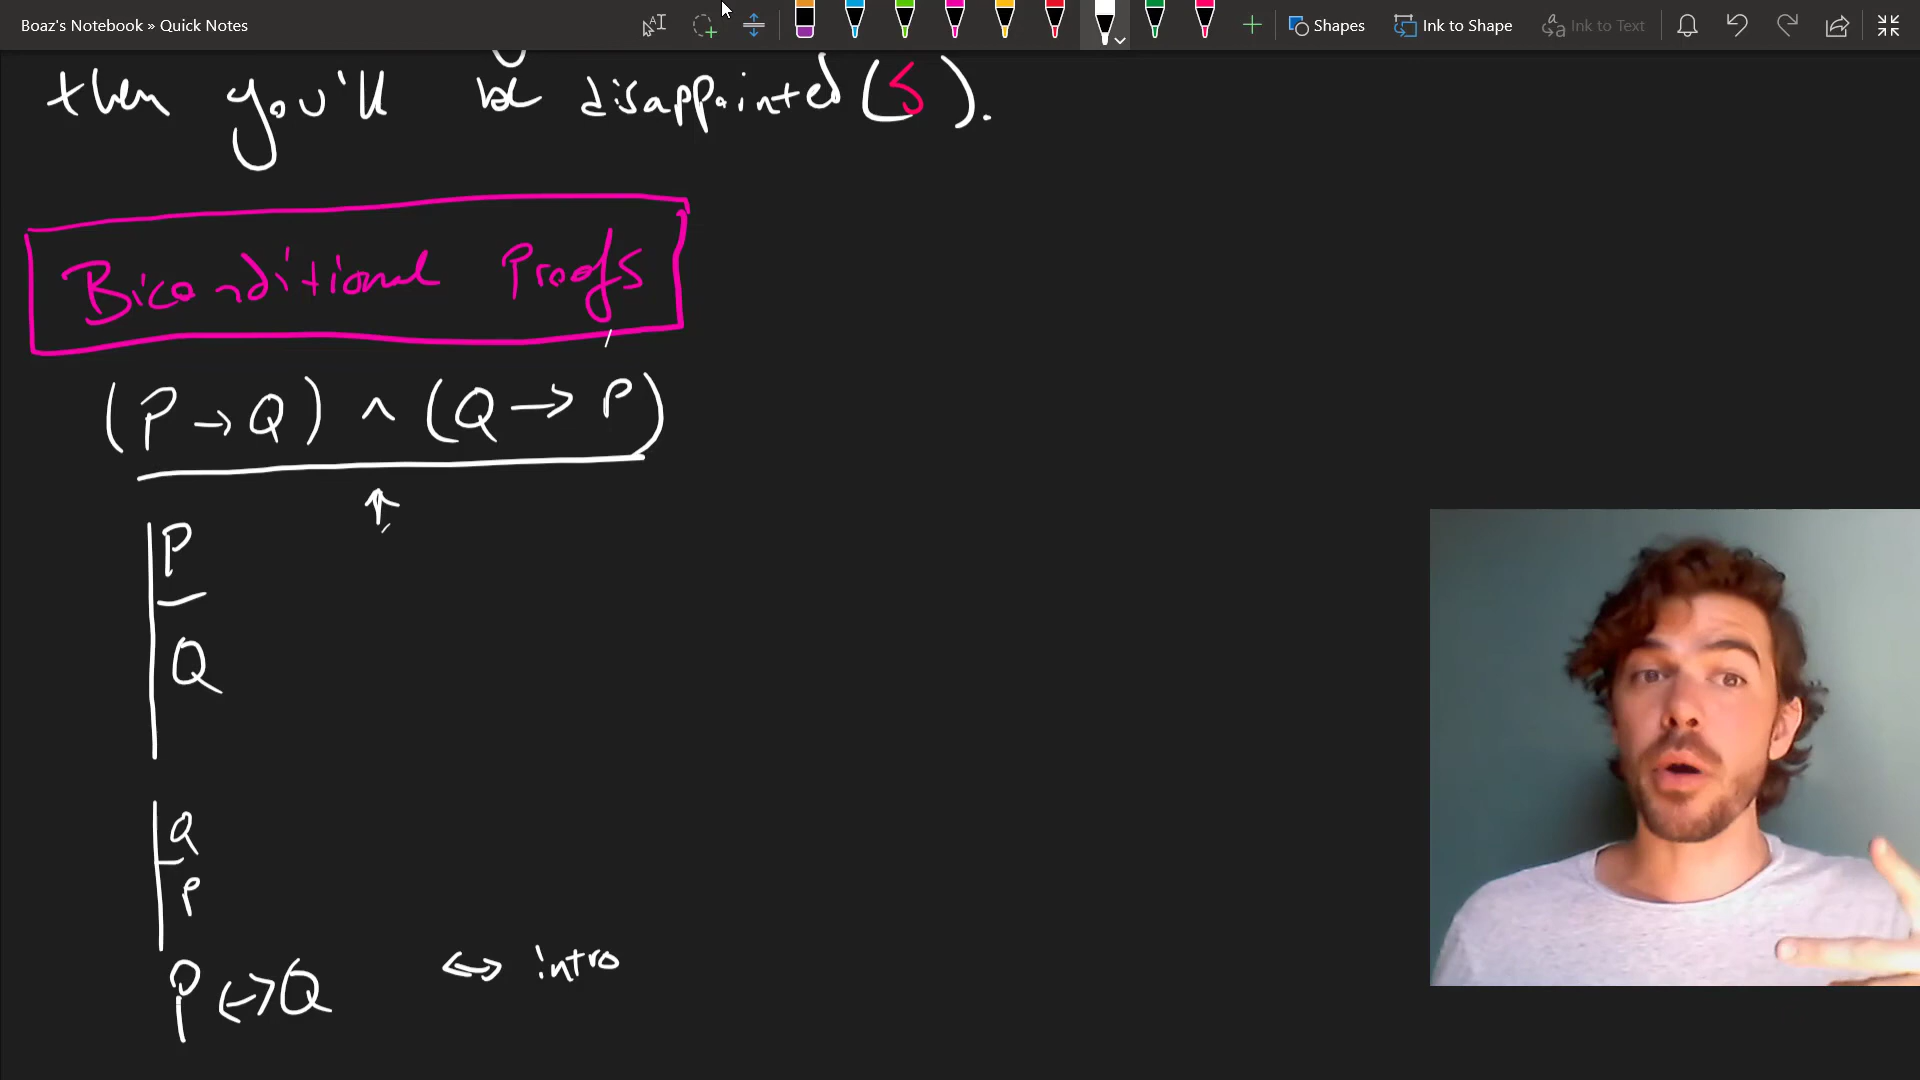 Boaz's Notebook » Quick Notes
Shapes
Ink to Shape
Ink to Text
then you'll be disappointed (S).
Biconditional Proofs
(P → Q) ∧ (Q → P)
↑
P
Q
Q
P
P ↔ Q ↔ intro